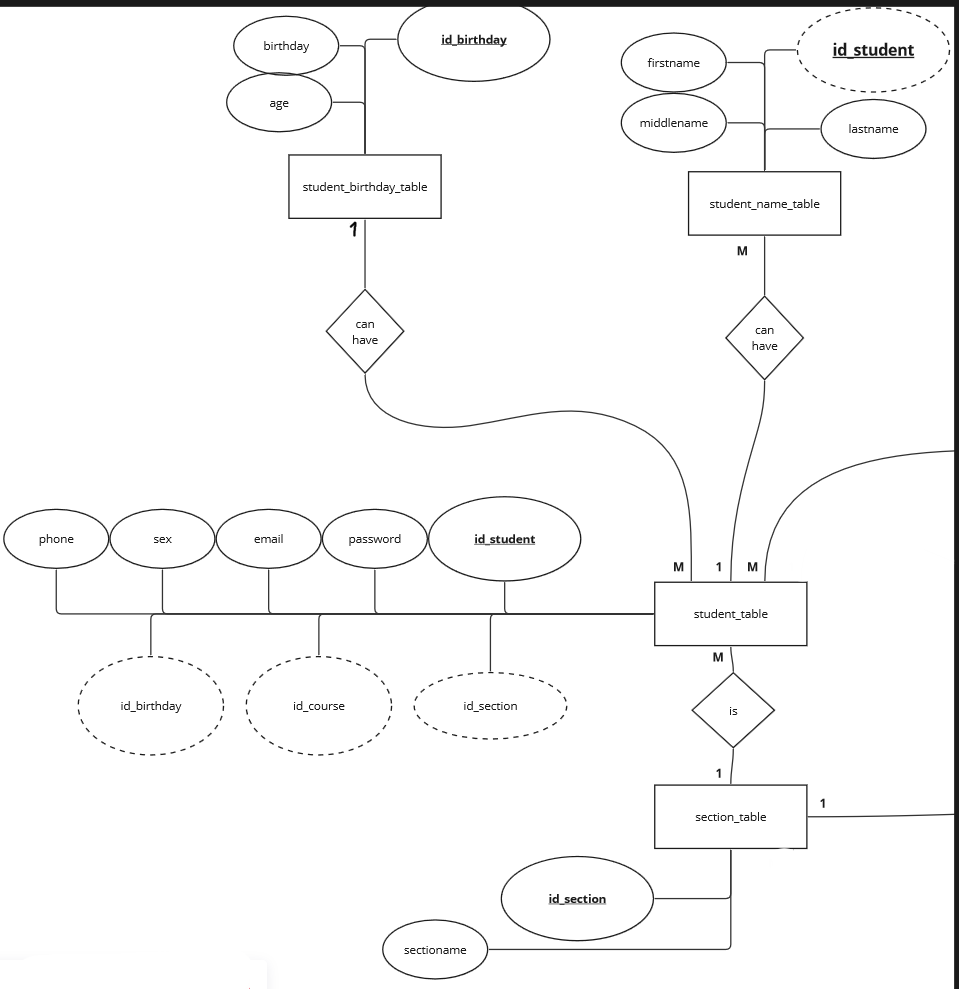 birthday
id_birthday
age
student_birthday_table
1
can
have
id_student
firstname
middlename
lastname
student_name_table
M
can
have
phone
sex
email
password
id_student
M
1
M
student_table
id_birthday
id_course
id_section
M
is
1
section_table
1
id_section
sectioname